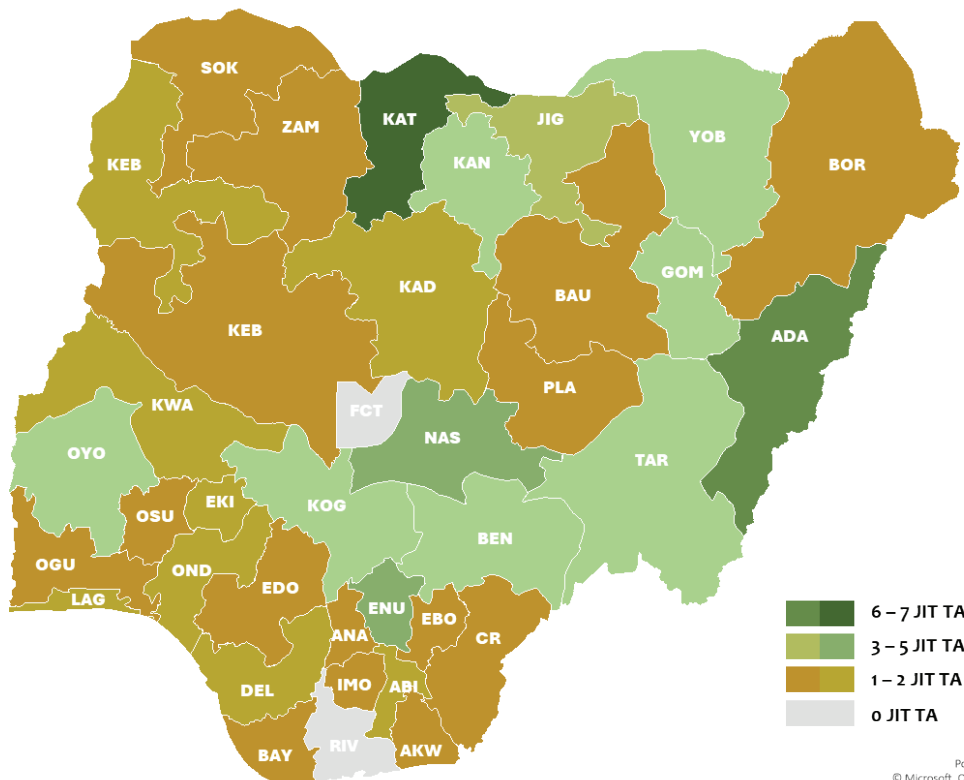 SOK
ZAM
KAT
JIG
YOB
KEB
KAN
BOR
GOM
KAD
BAU
KEB
ADA
PLA
FCT
KWA
NAS
OYO
TAR
EKI
KOG
OSU
BEN
OGU
OND
EDO
LAG
ENU
EBO
ANA
CR
IMO
ABI
DEL
RIV
BAY
AKW
6 – 7 JIT TA
3 – 5 JIT TA
1 – 2 JIT TA
0 JIT TA
Po
© Microsoft, O